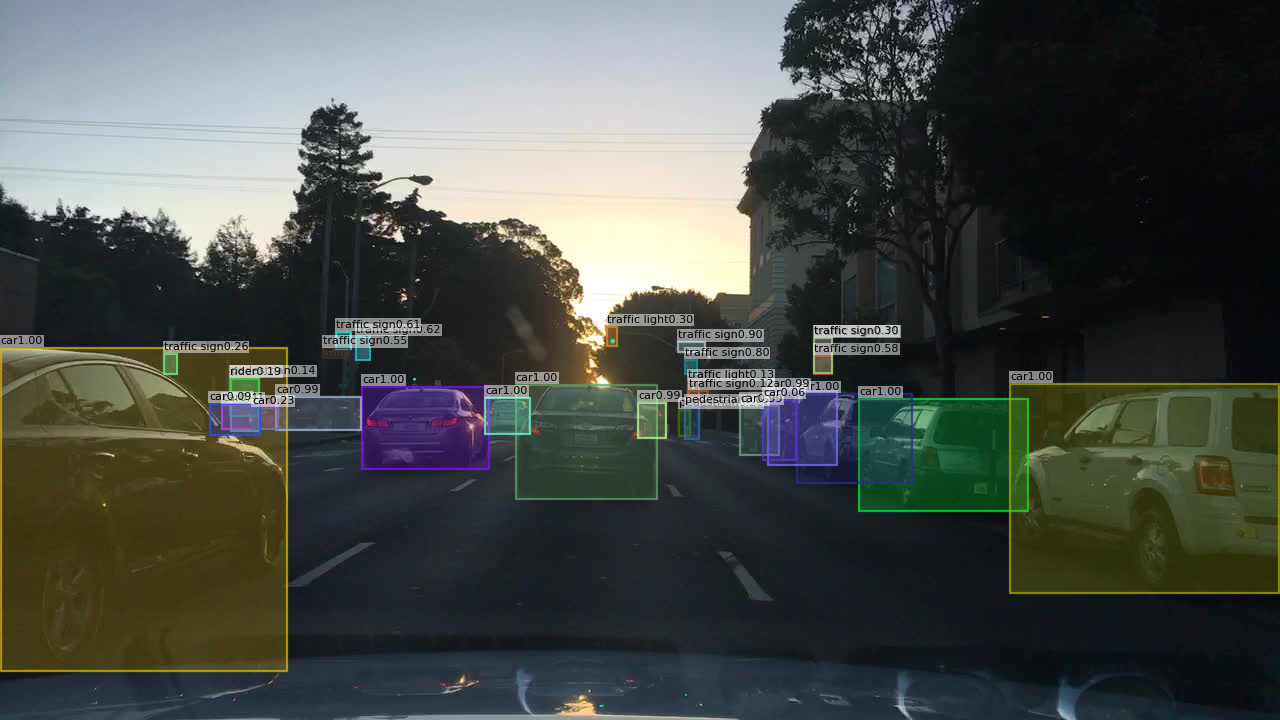 traffic light0.30
traffic sign0.61
traffic sign0.62
traffic sign0.30
traffic sign0.90
traffic sign0.55
car1.00
traffic sign0.26
traffic sign0.80
traffic sign0.58
rider0.19
traffic light0.13
car1.00
car1.00
car1.00
traffic sign0.12
car0.99
car0.99
car1.00
car1.00
car0.99
car0.09
car0.23
car1.00